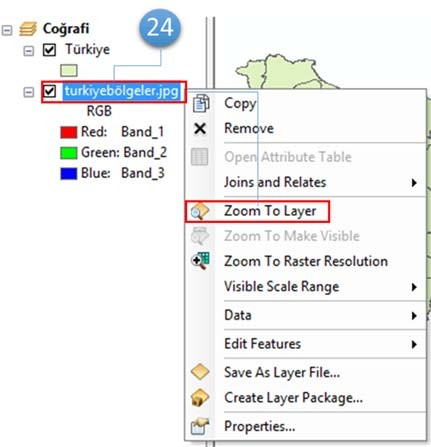 Coğrafi
24
Türkiye
turkiyebölgeler.jpg
RGB
Red: Band_1
Green: Band_2
Blue: Band_3
Copy
Remove
Open Attribute Table
Joins and Relates
Zoom To Layer
Zoom To Make Visible
Zoom To Raster Resolution
Visible Scale Range
Data
Edit Features
Save As Layer File...
Create Layer Package...
Properties...